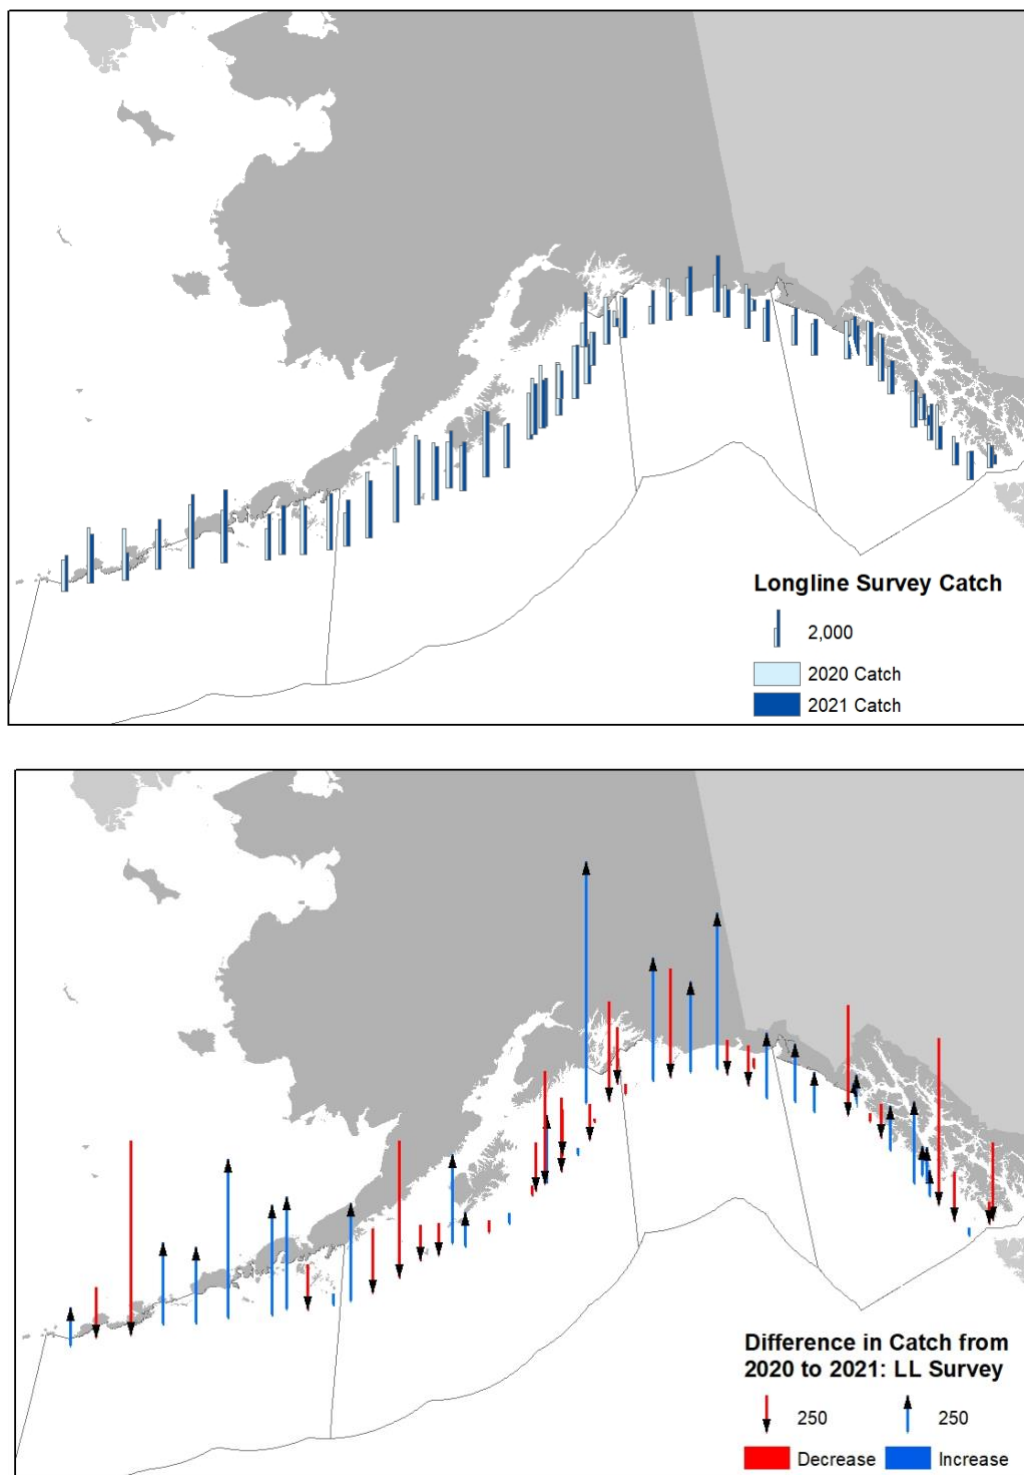 Longline Survey Catch
2,000
2020 Catch
2021 Catch
Difference in Catch from
2020 to 2021: LL Survey
250 250
Decrease Increase